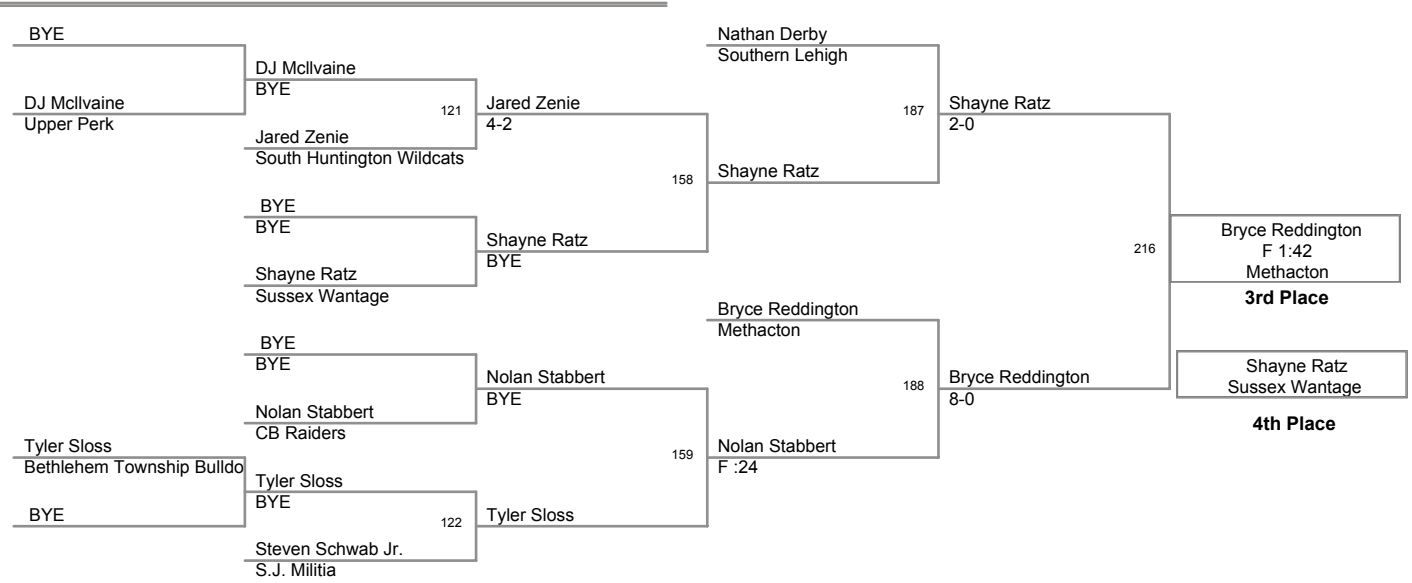 BYE
DJ McIlvaine
Upper Perk
DJ McIlvaine
BYE
121
Jared Zenie
South Huntington Wildcats
BYE
BYE
Shayne Ratz
Sussex Wantage
BYE
BYE
Nolan Stabbert
CB Raiders
Tyler Sloss
Bethlehem Township Bulldo
BYE
Tyler Sloss
BYE
122
Steven Schwab Jr.
S.J. Militia
Jared Zenie
4-2
158
Shayne Ratz
BYE
Nolan Stabbert
BYE
159
Tyler Sloss
Nathan Derby
Southern Lehigh
187
Shayne Ratz
Bryce Reddington
Methacton
188
Nolan Stabbert
F :24
Shayne Ratz
2-0
216
Bryce Reddington
8-0
Bryce Reddington
F 1:42
Methacton
3rd Place
Shayne Ratz
Sussex Wantage
4th Place